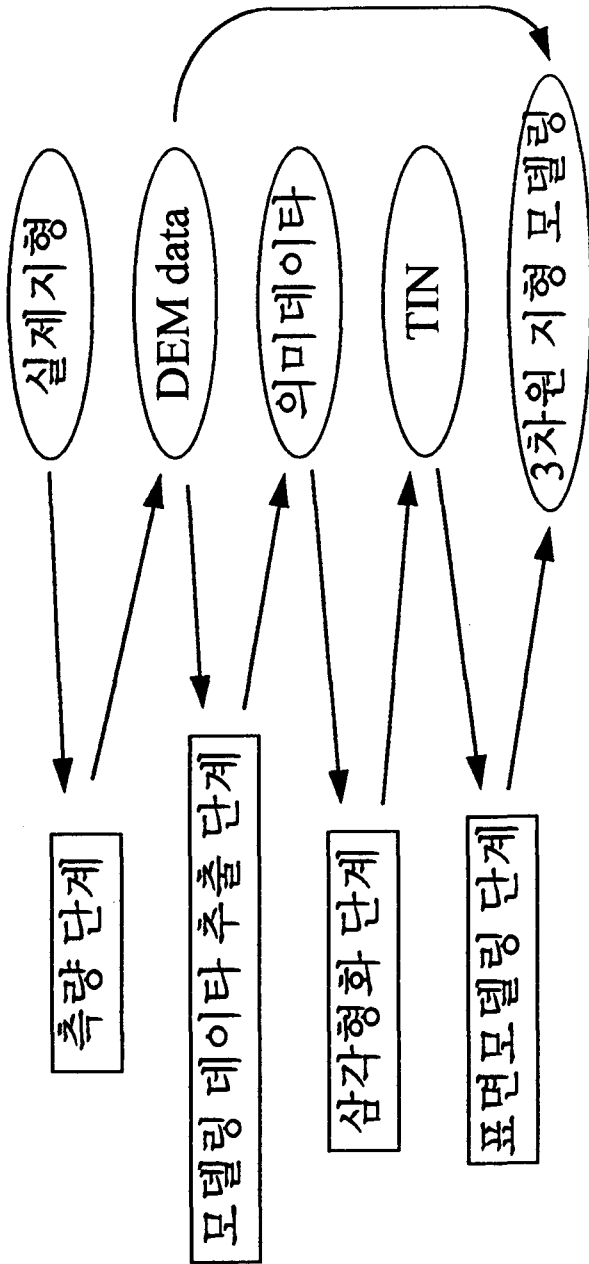 실제지형
DEM data
의미데이타
TIN
3차원 지형 모델링
측량 단계
모델링 데이타 추출 단계
삼각형화 단계
표면모델링 단계